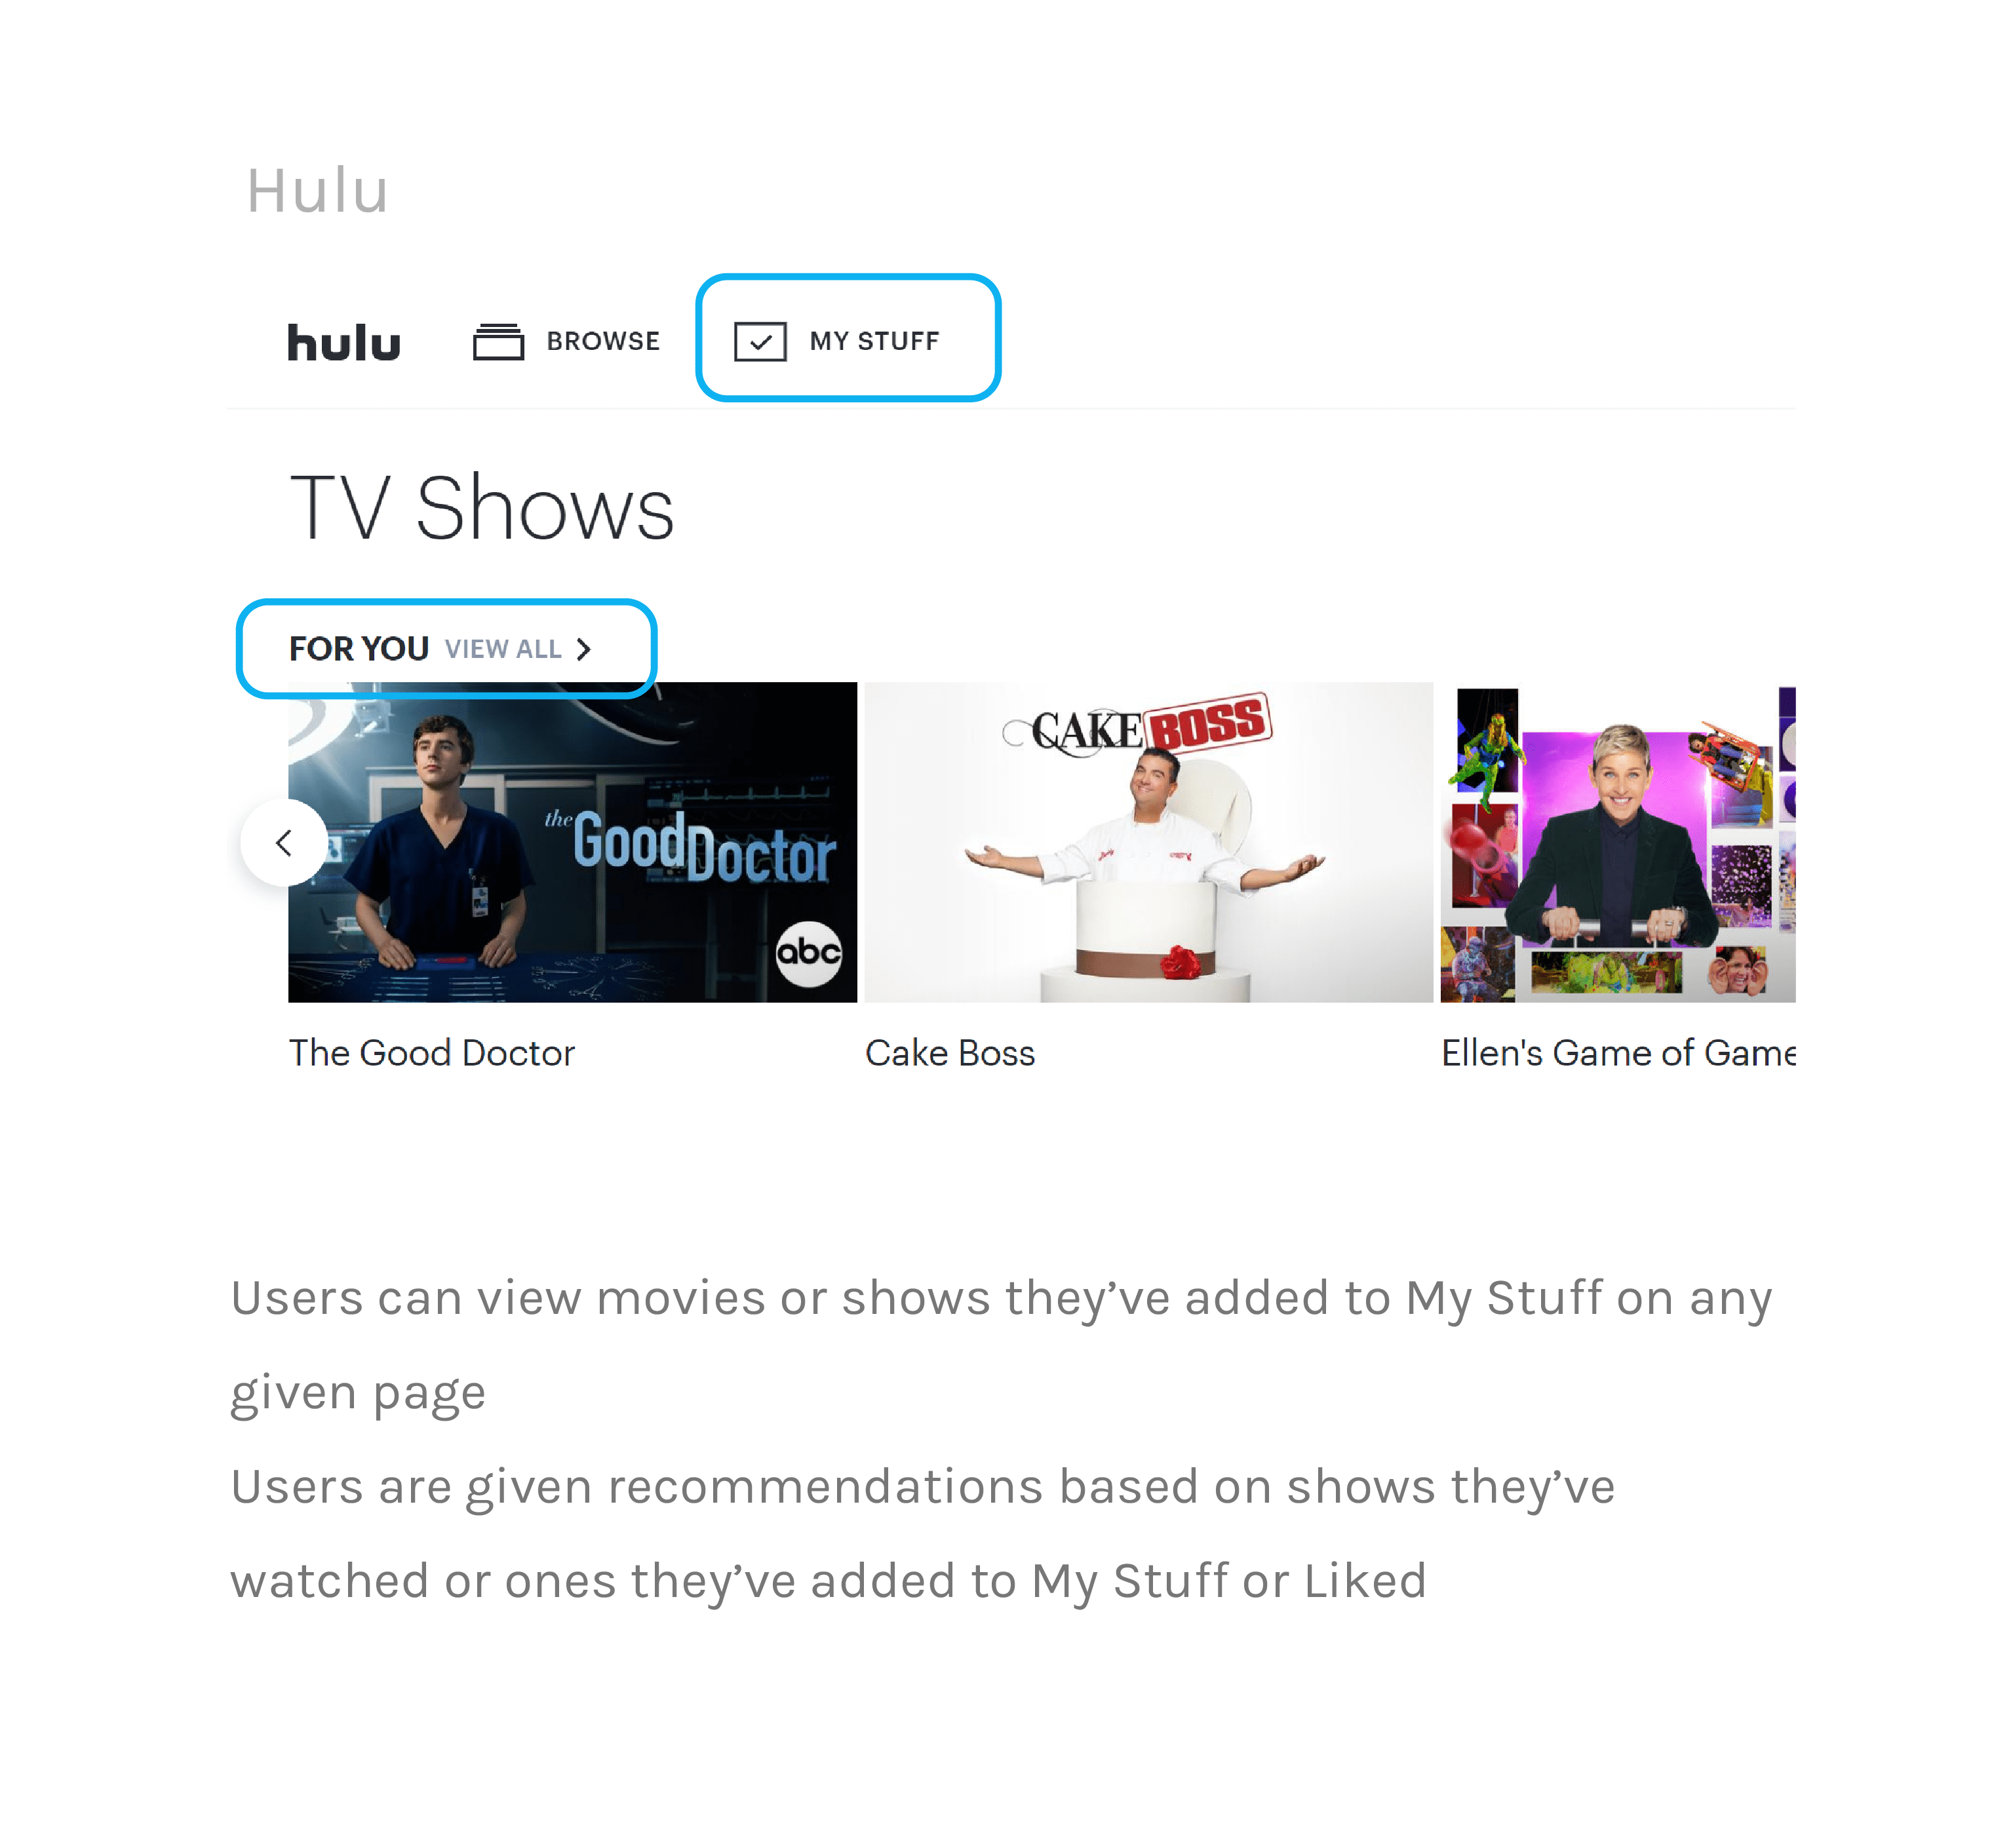 Hulu
hulu BROWSE MY STUFF
TV Shows
FOR YOU VIEW ALL
CAKE BOSS
the Good Doctor
abc
The Good Doctor
Cake Boss
Ellen's Game of Game
Users can view movies or shows they’ve added to My Stuff on any
given page
Users are given recommendations based on shows they’ve
watched or ones they’ve added to My Stuff or Liked